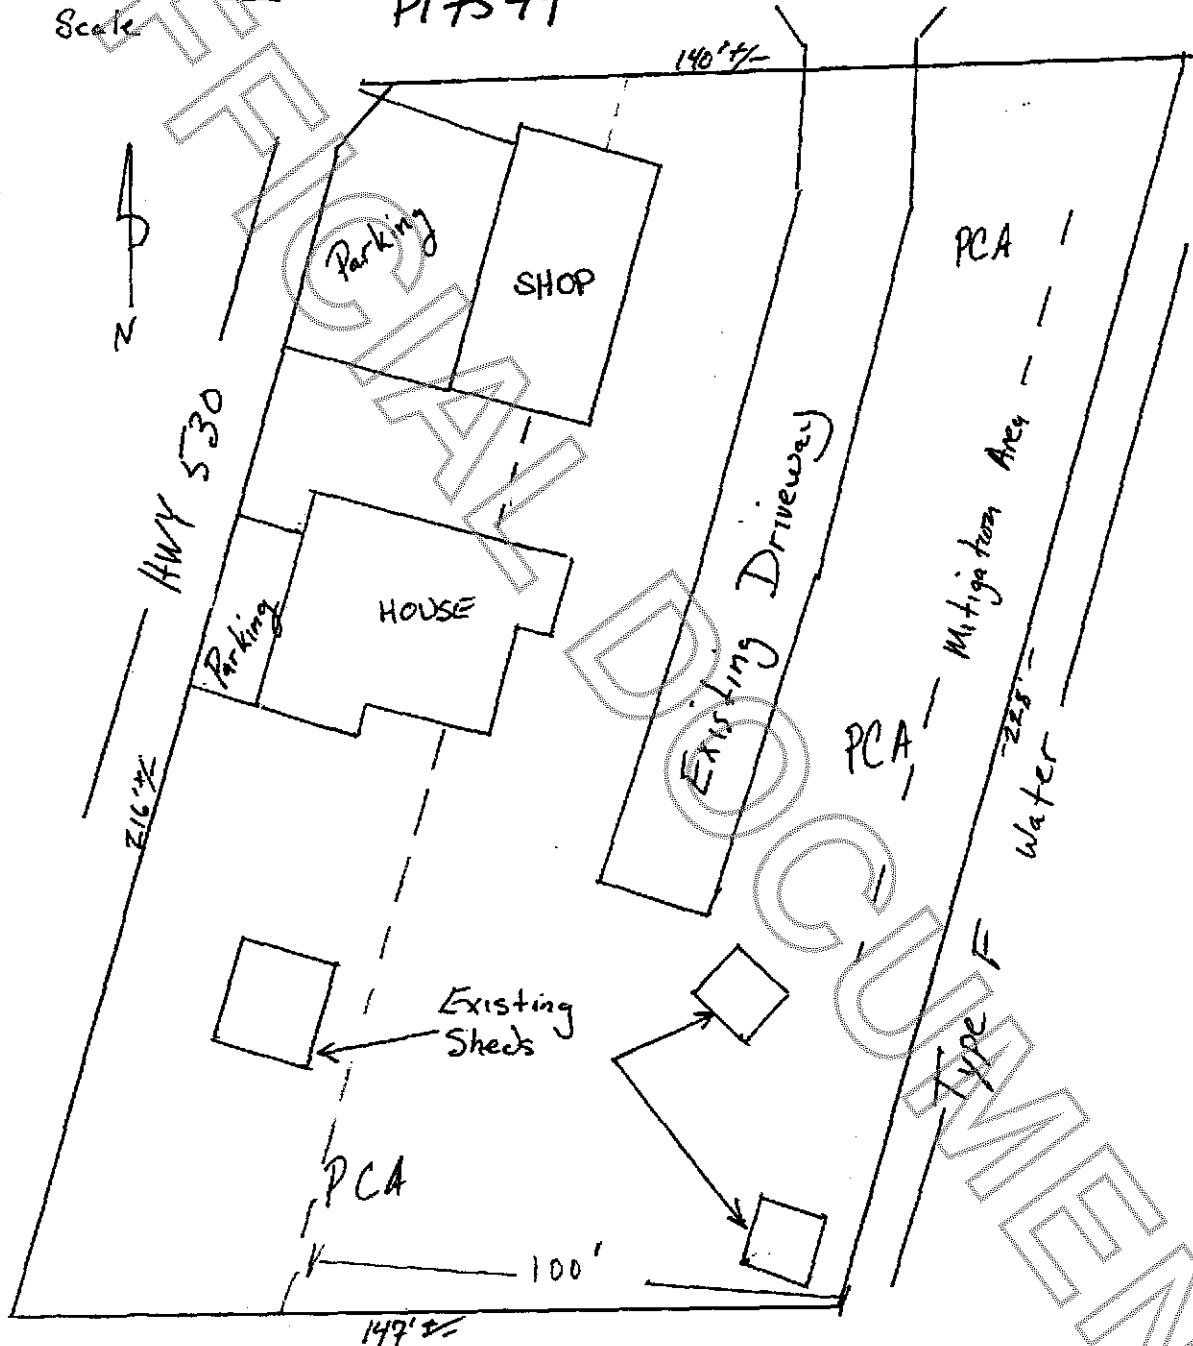 Scale
140'+/-
Parking
SHOP
PCA
N
HWY 530
Existing Driveway
Mitigation Area
Parking
HOUSE
PCA
228'-
216'+/-
Type F Water
Existing
Sheds
PCA
100'
147'±
OFFICIAL DOCUMENT